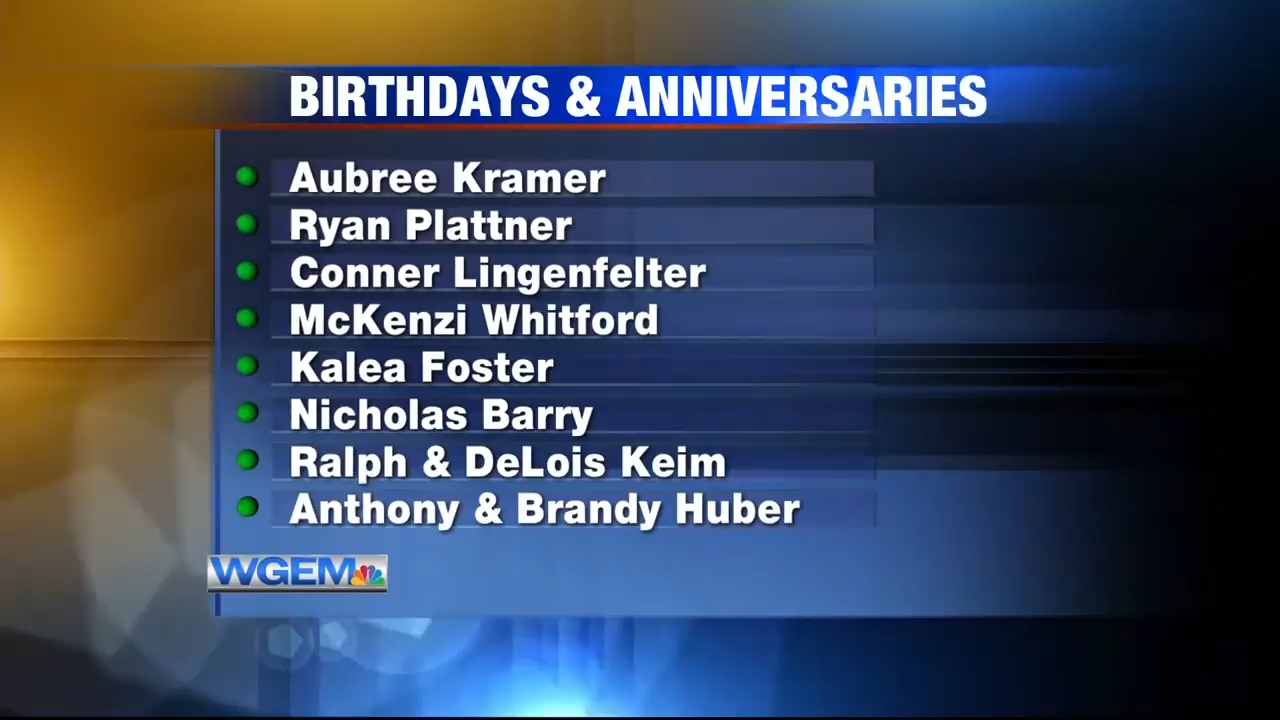 BIRTHDAYS & ANNIVERSARIES
Aubree Kramer
Ryan Plattner
Conner Lingenfelter
McKenzi Whitford
Kalea Foster
Nicholas Barry
Ralph & DeLois Keim
Anthony & Brandy Huber
WGEM